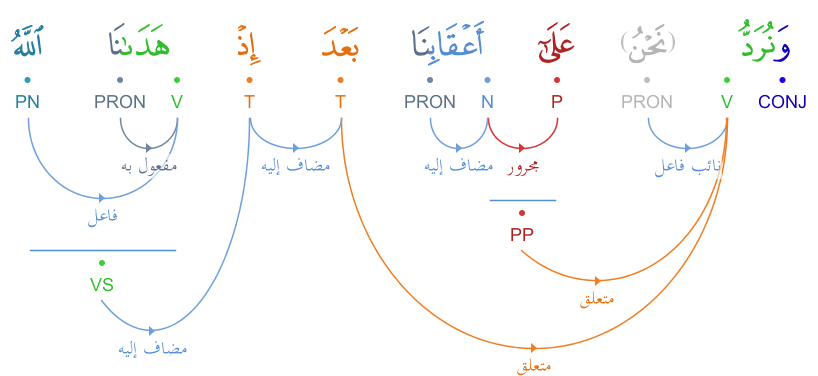 وَنُرَدُّ (نَحْنُ) عَلَىٰٓ أَعْقَابِنَا بَعْدَ إِذْ هَدَىٰنَا ٱللَّهُ
PN PRON V T T PRON N P PRON V CONJ
مفعول به مضاف إليه مضاف إليه مجرور نائب فاعل
فاعل
PP
VS
متعلق
مضاف إليه
متعلق